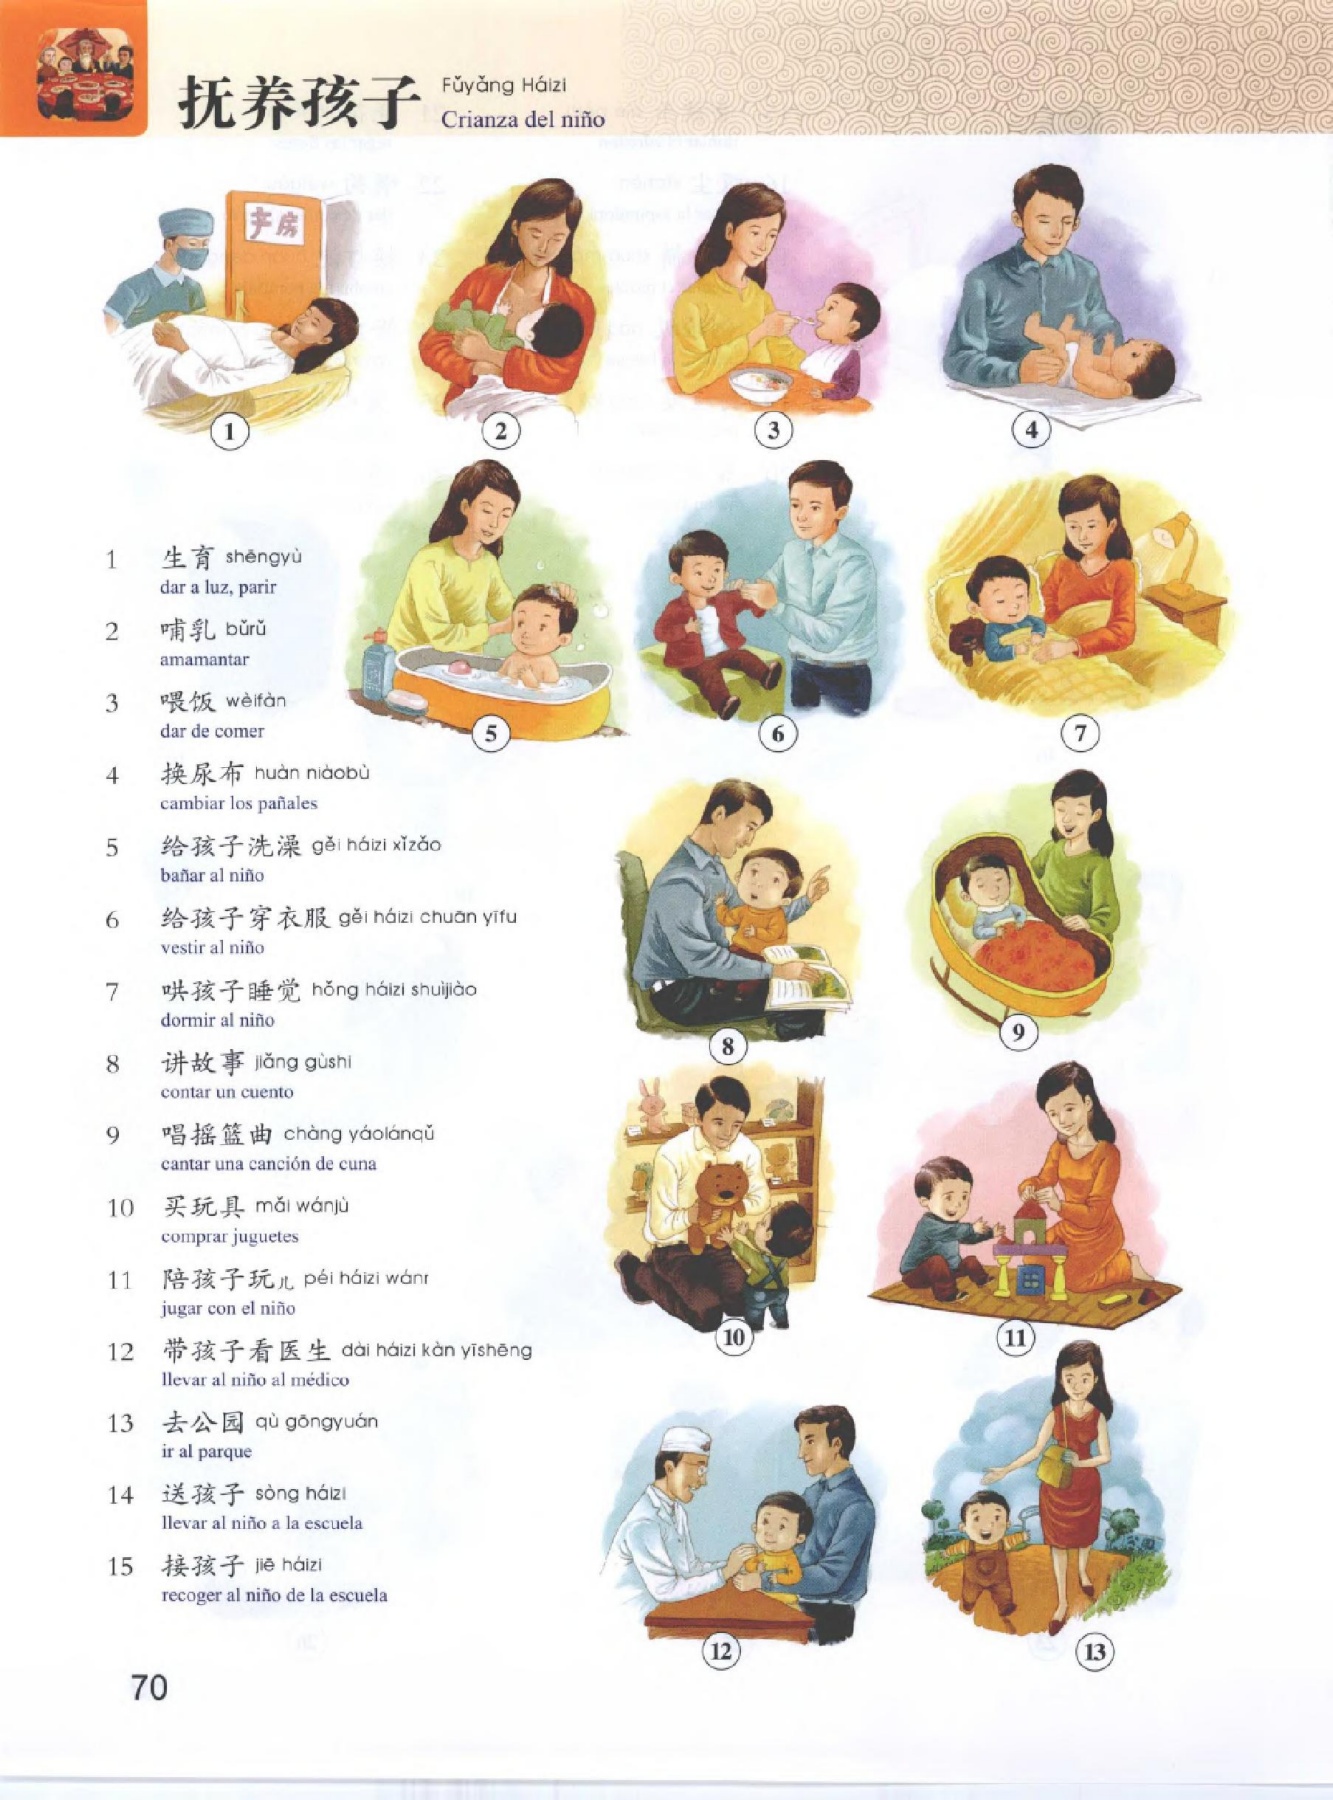 抚养孩子
Fǔyǎng Háizi
Crianza del niño
产房
1
2
3
4
5
6
7
8
9
10
11
12
13
1 生育 shēngyù
dar a luz, parir
2 哺乳 bǔrǔ
amamantar
3 喂饭 wèifàn
dar de comer
4 换尿布 huàn niàobù
cambiar los pañales
5 给孩子洗澡 gěi háizi xǐzǎo
bañar al niño
6 给孩子穿衣服 gěi háizi chuān yīfu
vestir al niño
7 哄孩子睡觉 hǒng háizi shuìjiào
dormir al niño
8 讲故事 jiǎng gùshi
contar un cuento
9 唱摇篮曲 chàng yáolánqǔ
cantar una canción de cuna
10 买玩具 mǎi wánjù
comprar juguetes
11 陪孩子玩儿 péi háizi wánr
jugar con el niño
12 带孩子看医生 dài háizi kàn yīshēng
llevar al niño al médico
13 去公园 qù gōngyuán
ir al parque
14 送孩子 sòng háizi
llevar al niño a la escuela
15 接孩子 jiē háizi
recoger al niño de la escuela
70